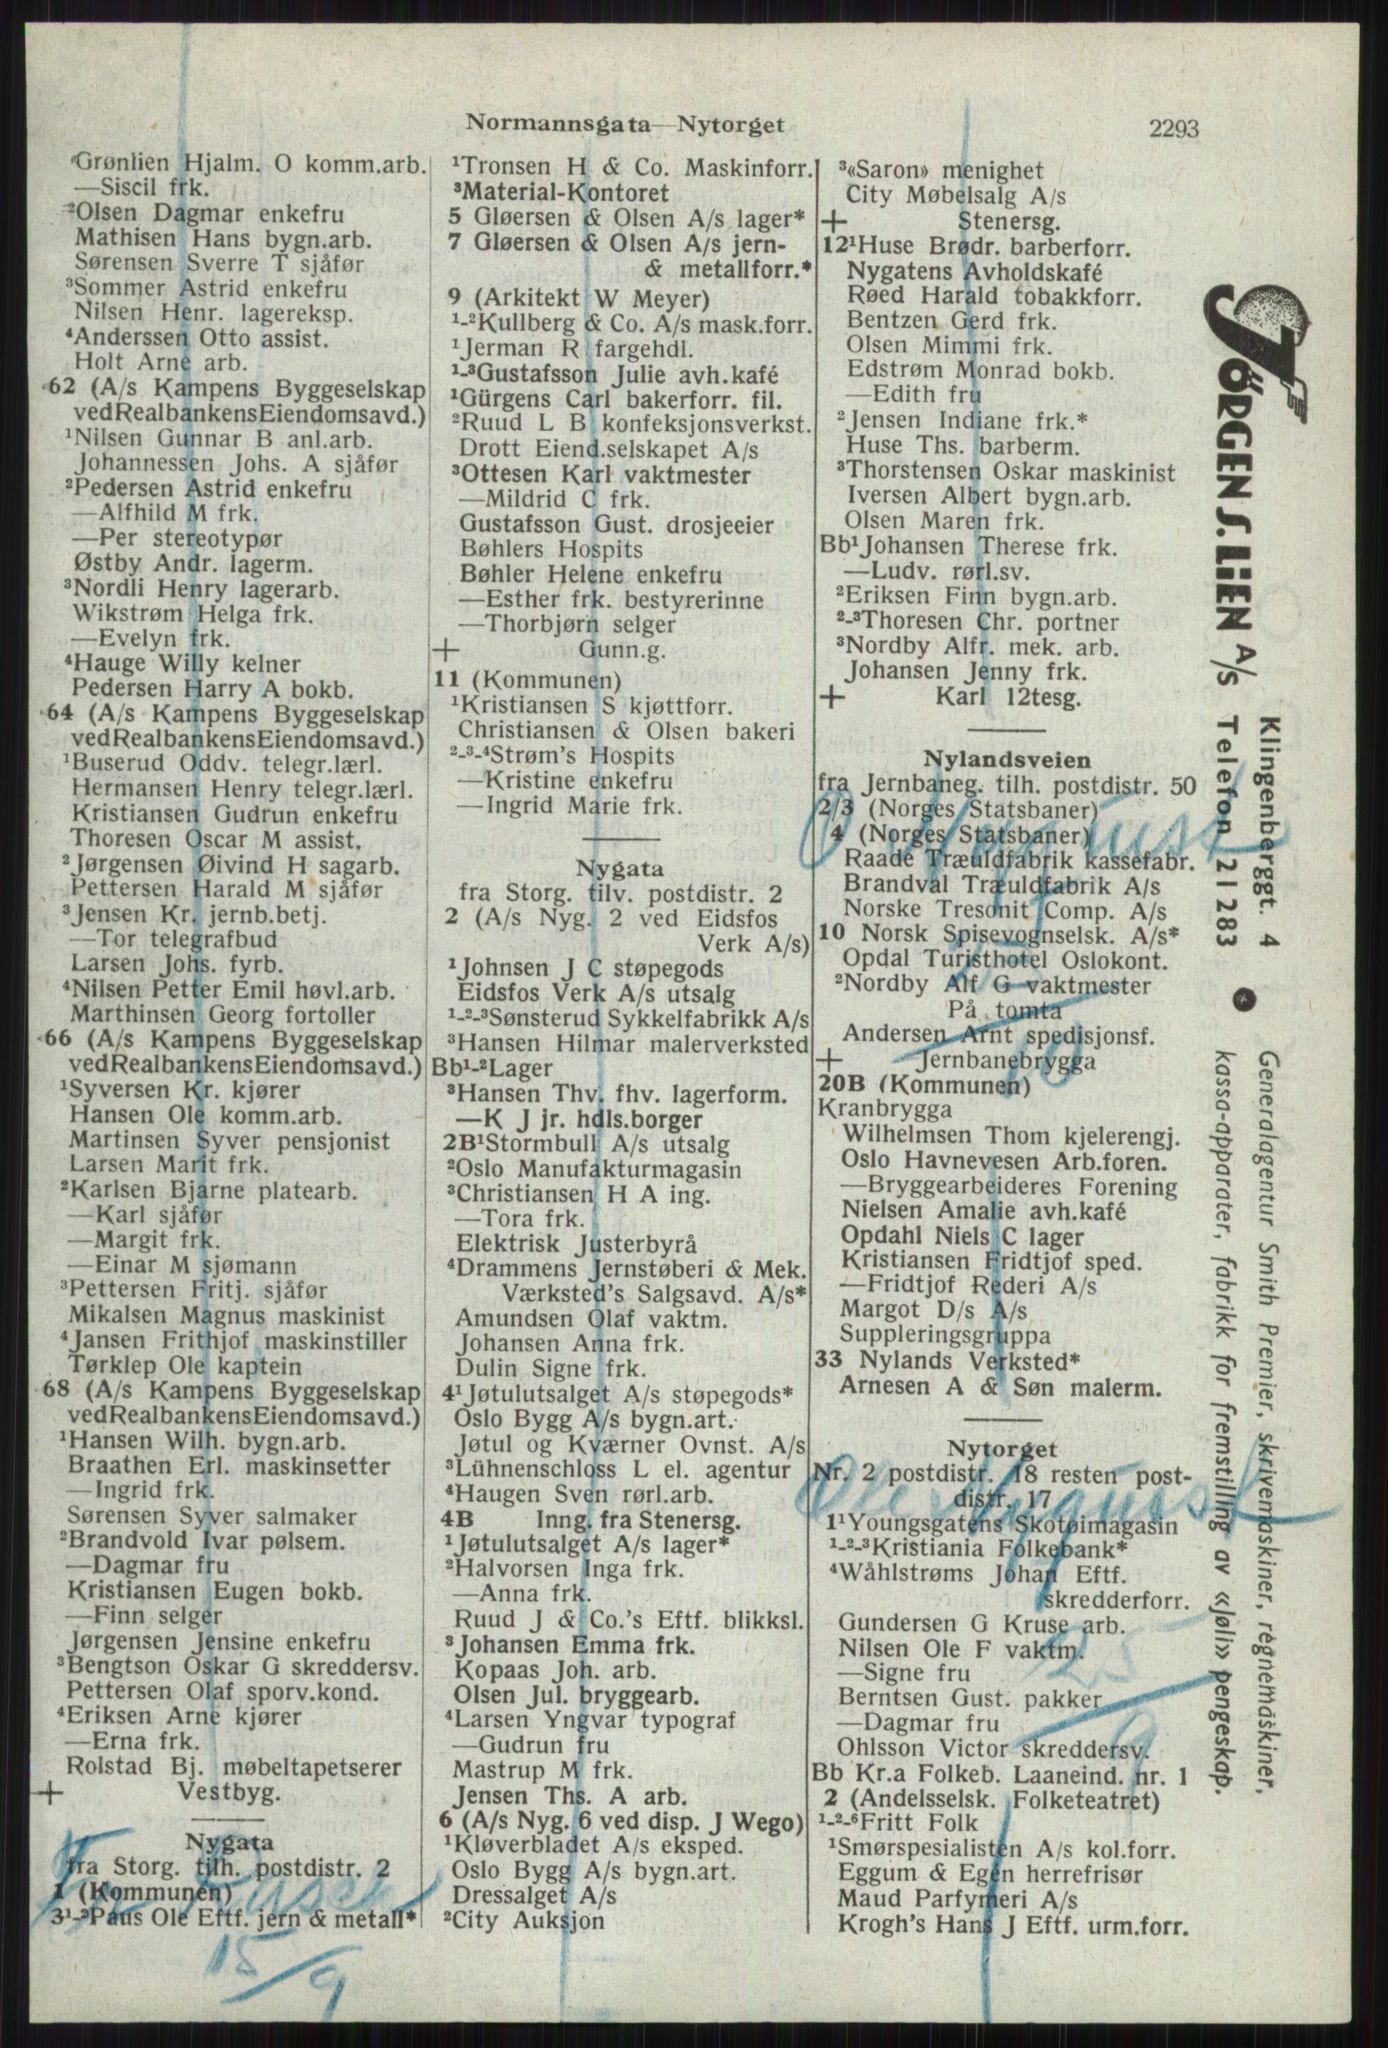 Normannsgata—Nytorget
2293
⁴Grønlien Hjalm. O komm.arb.
—Siscil frk.
²Olsen Dagmar enkefru
Mathisen Hans bygn.arb.
Sørensen Sverre T sjåfør
³Sommer Astrid enkefru
Nilsen Henr. lagereksp.
⁴Anderssen Otto assist.
Holt Arne arb.
62 (A/s Kampens Byggeselskap
vedRealbankensEiendomsavd.)
¹Nilsen Gunnar B anl.arb.
Johannessen Johs. A sjåfør
²Pedersen Astrid enkefru
—Alfhild M frk.
—Per stereotypør
Østby Andr. lagerm.
³Nordli Henry lagerarb.
Wikstrøm Helga frk.
—Evelyn frk.
⁴Hauge Willy kelner
Pedersen Harry A bokb.
64 (A/s Kampens Byggeselskap
vedRealbankensEiendomsavd.)
¹Buserud Oddv. telegr.lærl.
Hermansen Henry telegr.lærl.
Kristiansen Gudrun enkefru
Thoresen Oscar M assist.
²Jørgensen Øivind H sagarb.
Pettersen Harald M sjåfør
³Jensen Kr. jernb.betj.
—Tor telegrafbud
Larsen Johs. fyrb.
⁴Nilsen Petter Emil høvl.arb.
Marthinsen Georg fortoller
66 (A/s Kampens Byggeselskap
vedRealbankensEiendomsavd.)
¹Syversen Kr. kjører
Hansen Ole komm.arb.
Martinsen Syver pensjonist
Larsen Marit frk.
²Karlsen Bjarne platearb.
—Karl sjåfør
—Margit frk.
—Einar M sjømann
³Pettersen Fritj. sjåfør
Mikalsen Magnus maskinist
⁴Jansen Frithjof maskinstiller
Tørklep Ole kaptein
68 (A/s Kampens Byggeselskap
vedRealbankensEiendomsavd.)
¹Hansen Wilh. bygn.arb.
Braathen Erl. maskinsetter
—Ingrid frk.
Sørensen Syver salmaker
²Brandvold Ivar pølsem.
—Dagmar fru
Kristiansen Eugen bokb.
—Finn selger
Jørgensen Jensine enkefru
³Bengtson Oskar G skreddersv.
Pettersen Olaf sporv.kond.
⁴Eriksen Arne kjører
—Erna frk.
Rolstad Bj. møbeltapetserer
+ Vestbyg.
Nygata
fra Storg. tilh. postdistr. 2
1 (Kommunen)
3¹-²Paus Ole Eftf. jern & metall*
15/9
¹Tronsen H & Co. Maskinforr.
³Material-Kontoret
5 Gløersen & Olsen A/s lager*
7 Gløersen & Olsen A/s jern-
& metallforr.*
9 (Arkitekt W Meyer)
¹-²Kullberg & Co. A/s mask.forr.
¹Jerman R fargehdl.
¹-³Gustafsson Julie avh.kafé
¹Gürgens Carl bakerforr. fil.
²Ruud L B konfeksjonsverkst.
Drott Eiend.selskapet A/s
³Ottesen Karl vaktmester
—Mildrid C frk.
Gustafsson Gust. drosjeeier
Bøhlers Hospits
Bøhler Helene enkefru
—Esther frk. bestyrerinne
—Thorbjørn selger
+ Gunn.g.
11 (Kommunen)
¹Kristiansen S kjøttforr.
Christiansen & Olsen bakeri
²-³-⁴Strøm's Hospits
—Kristine enkefru
—Ingrid Marie frk.
Nygata
fra Storg. tilv. postdistr. 2
2 (A/s Nyg. 2 ved Eidsfos
Verk A/s)
¹Johnsen J C støpegods
Eidsfos Verk A/s utsalg
¹-²-³Sønsterud Sykkelfabrikk A/s
³Hansen Hilmar malerverksted
Bb¹-²Lager
³Hansen Thv. fhv. lagerform.
—K J jr. hdls.borger
2B¹Stormbull A/s utsalg
²Oslo Manufakturmagasin
³Christiansen H A ing.
—Tora frk.
Elektrisk Justerbyrå
⁴Drammens Jernstøberi & Mek.
Værksted's Salgsavd. A/s*
Amundsen Olaf vaktm.
Johansen Anna frk.
Dulin Signe frk.
4¹Jøtulutsalget A/s støpegods*
Oslo Bygg A/s bygn.art.
Jøtul og Kværner Ovnst. A/s
³Lühnenschloss L el. agentur
⁴Haugen Sven rørl.arb.
4B Inng. fra Stenersg.
¹Jøtulutsalget A/s lager*
²Halvorsen Inga frk.
—Anna frk.
Ruud J & Co.'s Eftf. blikksl.
³Johansen Emma frk.
Kopaas Joh. arb.
Olsen Jul. bryggearb.
⁴Larsen Yngvar typograf
—Gudrun fru
Mastrup M frk.
Jensen Ths. A arb.
6 (A/s Nyg. 6 ved disp. J Wego)
¹Kløverbladet A/s eksped.
Oslo Bygg A/s bygn.art.
Dressalget A/s
²City Auksjon
³«Saron» menighet
City Møbelsalg A/s
+ Stenersg.
12¹Huse Brødr. barberforr.
Nygatens Avholdskafé
Røed Harald tobakkforr.
Bentzen Gerd frk.
Olsen Mimmi frk.
Edstrøm Monrad bokb.
—Edith fru
²Jensen Indiane frk.*
Huse Ths. barberm.
³Thorstensen Oskar maskinist
Iversen Albert bygn.arb.
Olsen Maren frk.
Bb¹Johansen Therese frk.
—Ludv. rørl.sv.
²Eriksen Finn bygn.arb.
²-³Thoresen Chr. portner
³Nordby Alfr. mek. arb.
Johansen Jenny frk.
+ Karl 12tesg.
Nylandsveien
fra Jernbaneg. tilh. postdistr. 50
2/3 (Norges Statsbaner)
4 (Norges Statsbaner)
Raade Træuldfabrik kassefabr.
Brandval Træuldfabrik A/s
Norske Tresonit Comp. A/s
10 Norsk Spisevognselsk. A/s*
Opdal Turisthotel Oslokont.
²Nordby Alf G vaktmester
På tomta
Andersen Arnt spedisjonsf.
+ Jernbanebrygga
20B (Kommunen)
Kranbrygga
Wilhelmsen Thom kjelerengj.
Oslo Havnevesen Arb.foren.
—Bryggearbeideres Forening
Nielsen Amalie avh.kafé
Opdahl Niels C lager
Kristiansen Fridtjof sped.
—Fridtjof Rederi A/s
Margot D/s A/s
Suppleringsgruppa
33 Nylands Verksted*
Arnesen A & Søn malerm.
Nytorget
Nr. 2 postdistr. 18 resten post-
distr. 17
1¹Youngsgatens Skotøimagasin
¹-²-³Kristiania Folkebank*
⁴Wåhlstrøms Johan Eftf.
skredderforr.
Gundersen G Kruse arb.
Nilsen Ole F vaktm.
—Signe fru
Berntsen Gust. pakker
—Dagmar fru
Ohlsson Victor skreddersv.
Bb Kr.a Folkeb. Laaneind. nr. 1
2 (Andelsselsk. Folketeatret)
¹-²-⁶Fritt Folk
¹Smørspesialisten A/s kol.forr.
Eggum & Egen herrefrisør
Maud Parfymeri A/s
Krogh's Hans J Eftf. urm.forr.
JÖRGEN S. LIEN A/s
Klingenberggt. 4
Telefon 21283
Generalagentur Smith Premier, skrivemaskiner, regnemaskiner,
kassa-apparater, fabrikk for fremstilling av «Jøli» pengeskap.